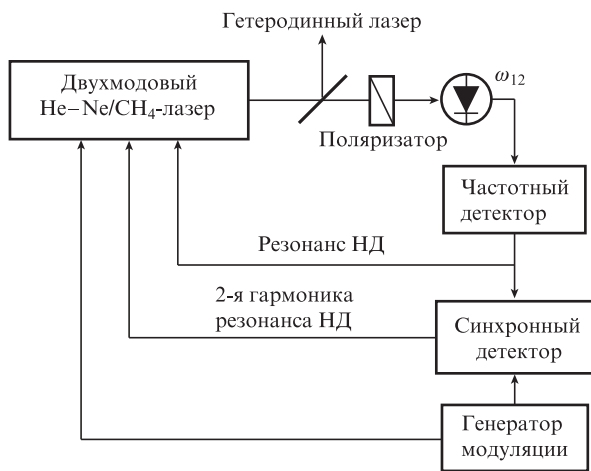 Гетеродинный лазер
Двухмодовый
He–Ne/CH₄-лазер
ω₁₂
Поляризатор
Частотный
детектор
Резонанс НД
2-я гармоника
резонанса НД
Синхронный
детектор
Генератор
модуляции